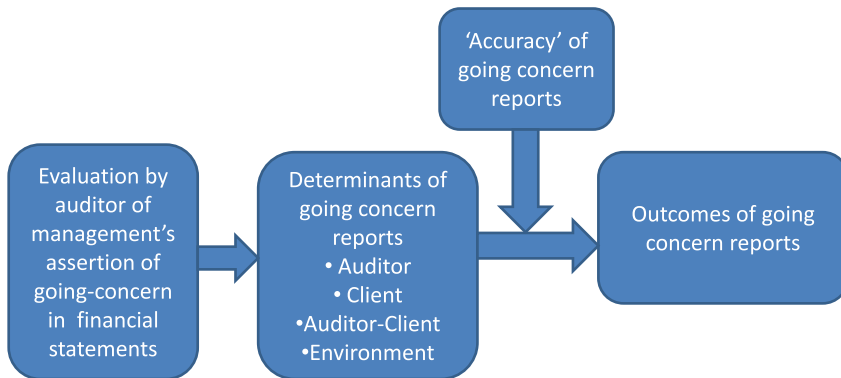 ‘Accuracy’ of
going concern
reports
Evaluation by
auditor of
management’s
assertion of
going-concern
in financial
statements
Determinants of
going concern
reports
• Auditor
• Client
•Auditor-Client
•Environment
Outcomes of going
concern reports